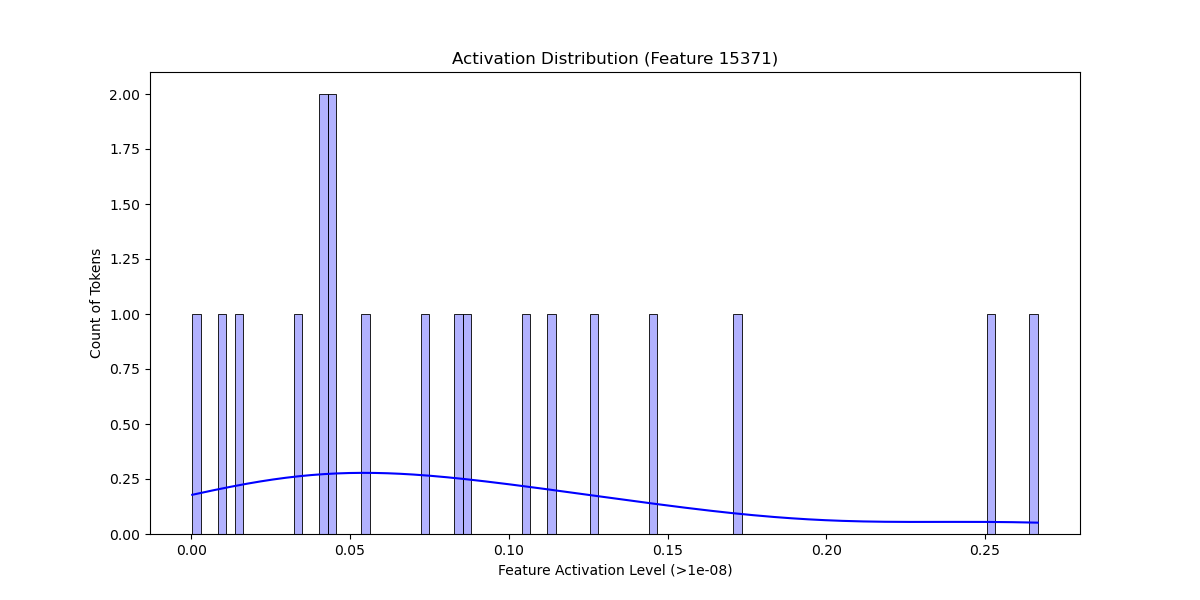 Activation Distribution (Feature 15371)
Count of Tokens
2.00
1.75
1.50
1.25
1.00
0.75
0.50
0.25
0.00
0.00 0.05 0.10 0.15 0.20 0.25
Feature Activation Level (>1e-08)